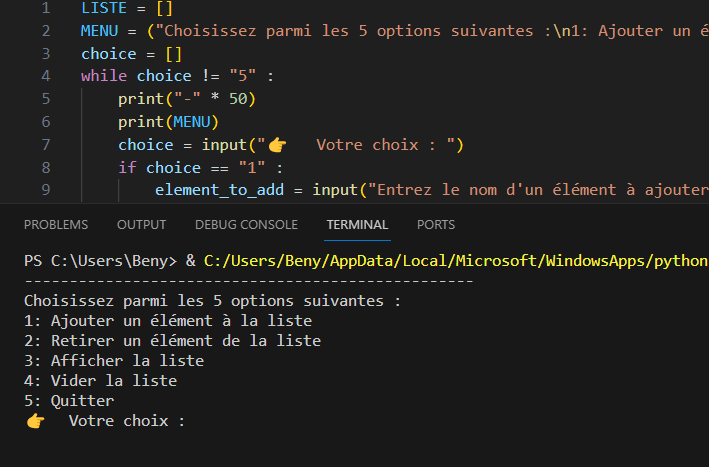 1 LISTE = []
2 MENU = ("Choisissez parmi les 5 options suivantes :\n1: Ajouter un é
3 choice = []
4 while choice != "5" :
5 print("-" * 50)
6 print(MENU)
7 choice = input("👉 Votre choix : ")
8 if choice == "1" :
9 element_to_add = input("Entrez le nom d'un élément à ajouter
PROBLEMS OUTPUT DEBUG CONSOLE TERMINAL PORTS
PS C:\Users\Beny> & C:/Users/Beny/AppData/Local/Microsoft/WindowsApps/python
--------------------------------------------------
Choisissez parmi les 5 options suivantes :
1: Ajouter un élément à la liste
2: Retirer un élément de la liste
3: Afficher la liste
4: Vider la liste
5: Quitter
👉 Votre choix :